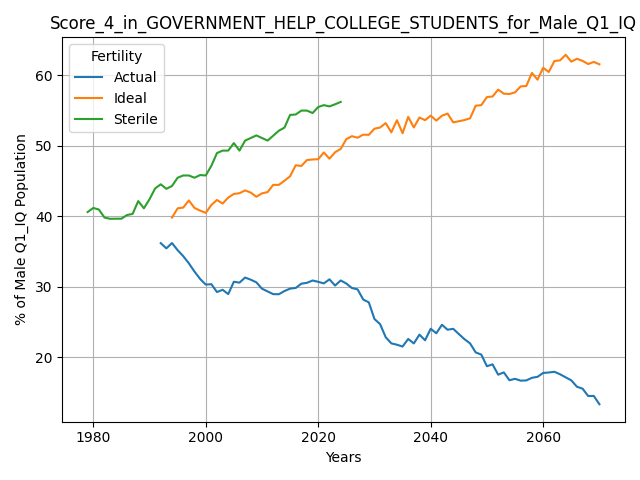 Score_4_in_GOVERNMENT_HELP_COLLEGE_STUDENTS_for_Male_Q1_IQ
Fertility
Actual
Ideal
Sterile
% of Male Q1_IQ Population
60
50
40
30
20
1980 2000 2020 2040 2060
Years